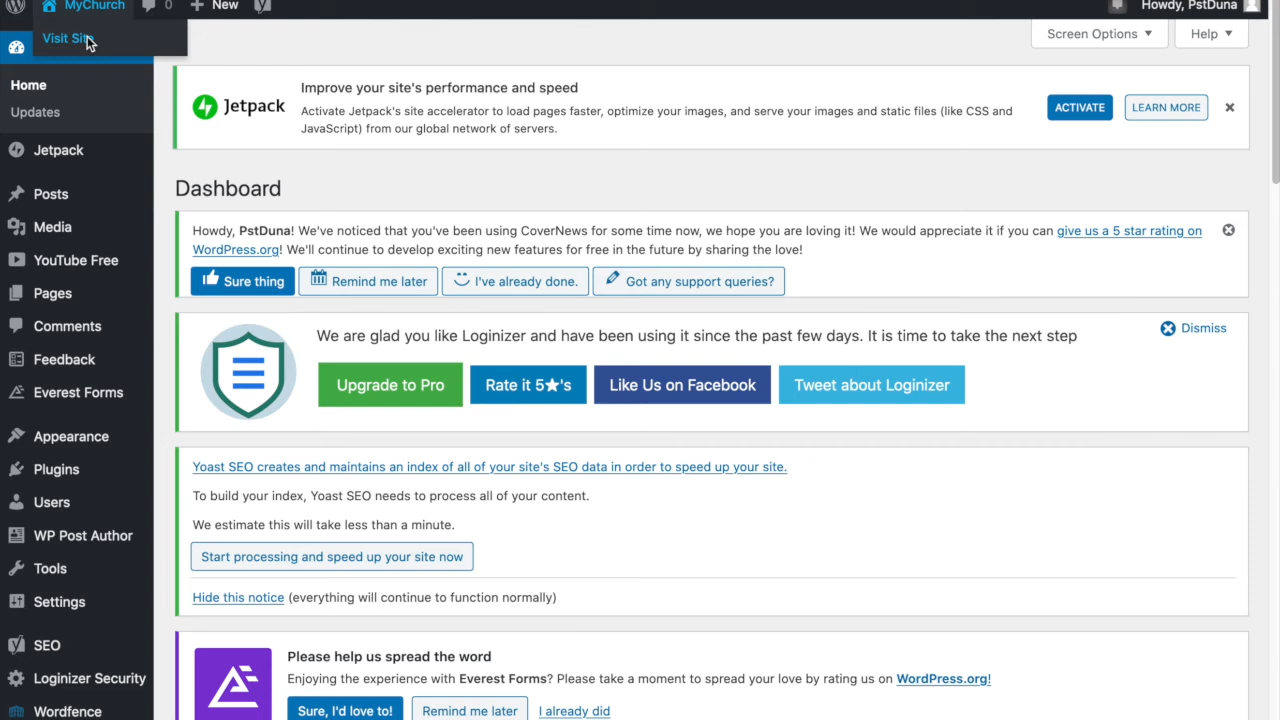 MyChurch 0 New Howdy, PstDuna
Visit Site
Screen Options Help
Home
Updates
Jetpack
Posts
Media
YouTube Free
Pages
Comments
Feedback
Everest Forms
Appearance
Plugins
Users
WP Post Author
Tools
Settings
SEO
Loginizer Security
Wordfence
Jetpack
Improve your site's performance and speed
Activate Jetpack's site accelerator to load pages faster, optimize your images, and serve your images and static files (like CSS and
JavaScript) from our global network of servers.
ACTIVATE LEARN MORE
Dashboard
Howdy, PstDuna! We've noticed that you've been using CoverNews for some time now, we hope you are loving it! We would appreciate it if you can give us a 5 star rating on
WordPress.org! We'll continue to develop exciting new features for free in the future by sharing the love!
Sure thing Remind me later I've already done. Got any support queries?
We are glad you like Loginizer and have been using it since the past few days. It is time to take the next step
Dismiss
Upgrade to Pro Rate it 5★'s Like Us on Facebook Tweet about Loginizer
Yoast SEO creates and maintains an index of all of your site's SEO data in order to speed up your site.
To build your index, Yoast SEO needs to process all of your content.
We estimate this will take less than a minute.
Start processing and speed up your site now
Hide this notice (everything will continue to function normally)
Please help us spread the word
Enjoying the experience with Everest Forms? Please take a moment to spread your love by rating us on WordPress.org!
Sure, I'd love to! Remind me later I already did